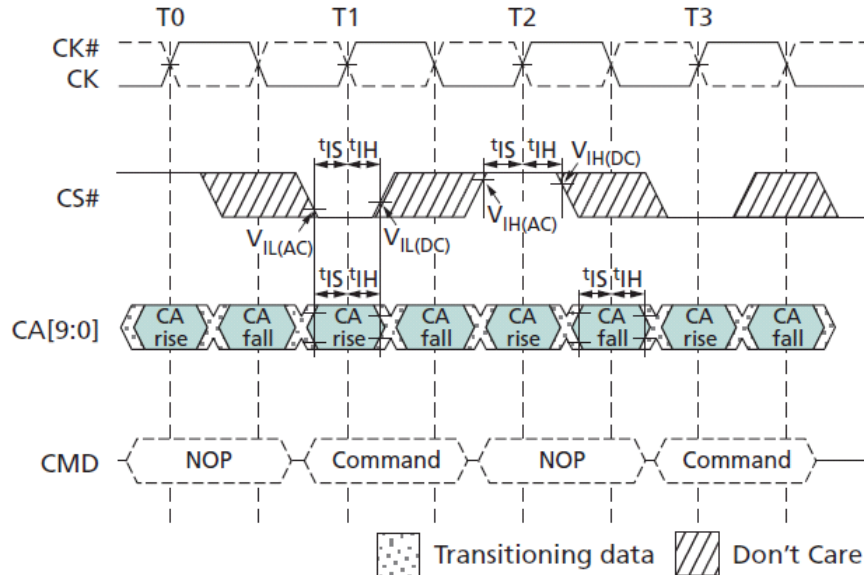 T0 T1 T2 T3
CK#
CK
tIS tIH tIS tIH VIH(DC)
CS#
VIL(AC) VIL(DC) VIH(AC)
tIS tIH tIS tIH
CA[9:0] CA rise CA fall CA rise CA fall CA rise CA fall CA rise CA fall
CMD NOP Command NOP Command
Transitioning data Don't Care